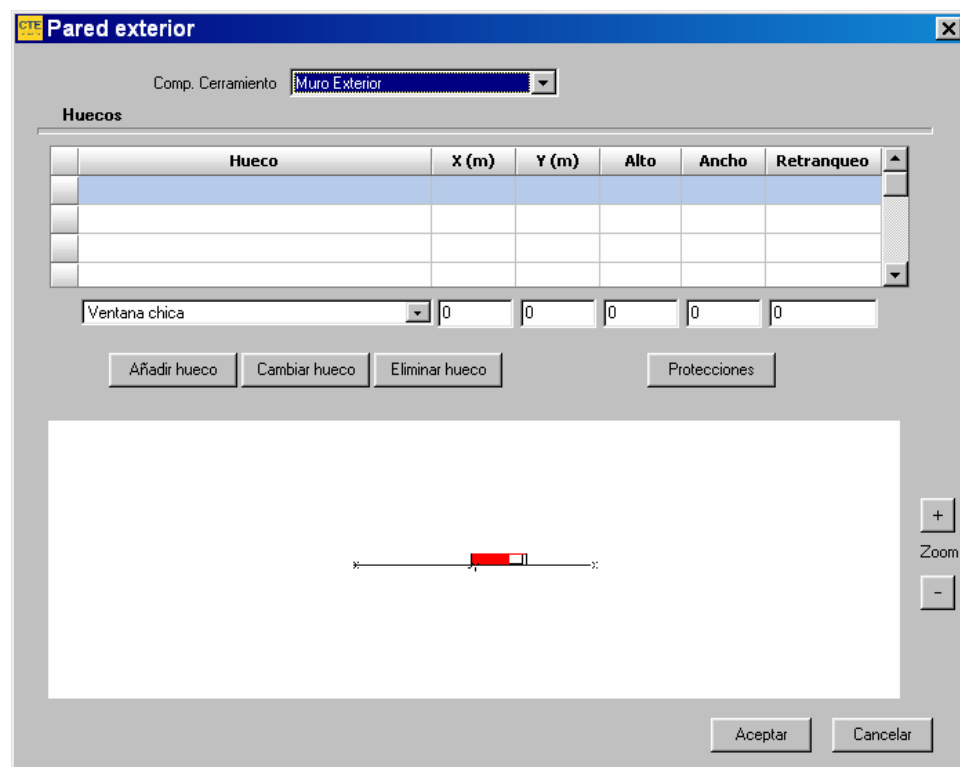 CTE Pared exterior
Comp. Cerramiento Muro Exterior
Huecos
Hueco X (m) Y (m) Alto Ancho Retranqueo
Ventana chica 0 0 0 0 0
Añadir hueco Cambiar hueco Eliminar hueco Protecciones
+
Zoom
-
x x
Aceptar Cancelar